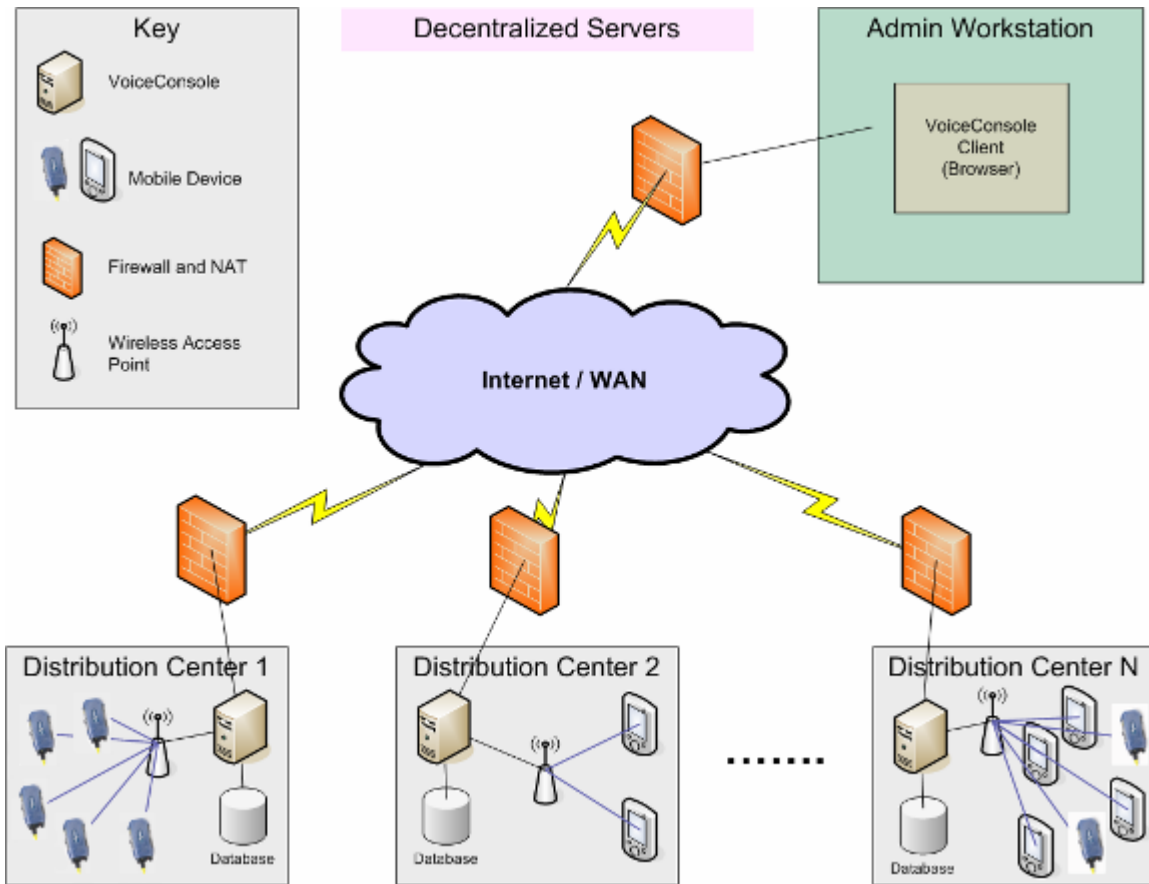 Key
VoiceConsole
Mobile Device
Firewall and NAT
Wireless Access
Point
Decentralized Servers
Admin Workstation
VoiceConsole
Client
(Browser)
Internet / WAN
Distribution Center 1
Database
Distribution Center 2
Database
.......
Distribution Center N
Database